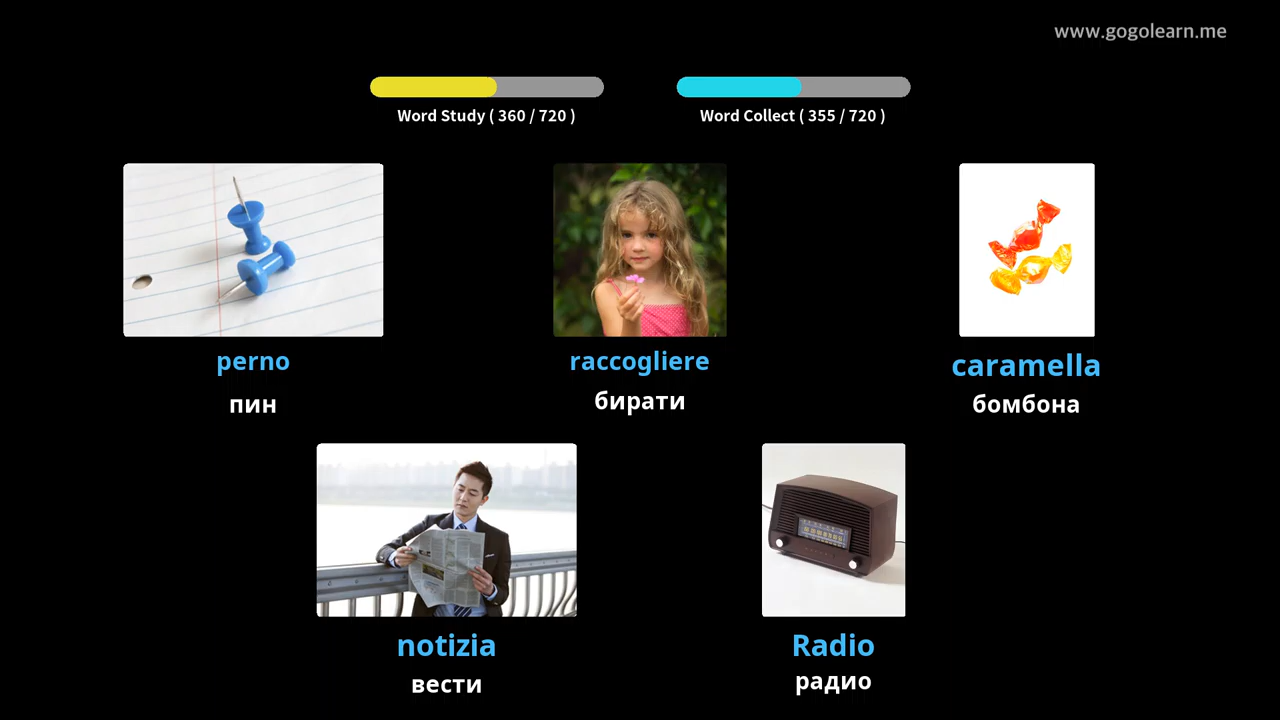 www.gogolearn.me
Word Study ( 360 / 720 )
Word Collect ( 355 / 720 )
perno
raccogliere
caramella
пин
бирати
бомбона
notizia
Radio
вести
радио